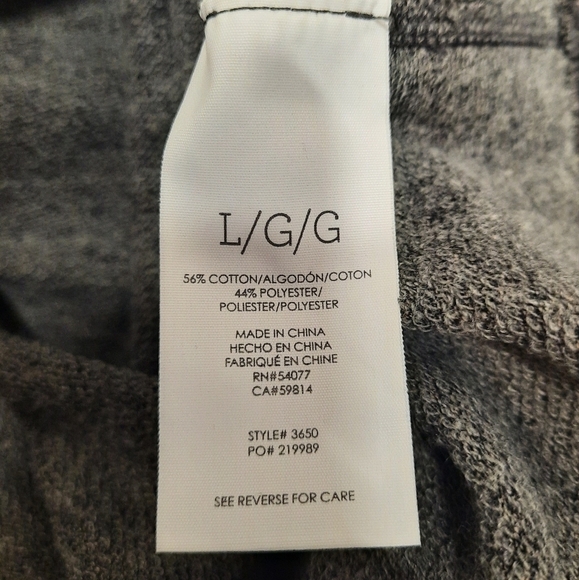 L/G/G
56% COTTON/ALGODÓN/COTON
44% POLYESTER/
POLIESTER/POLYESTER
MADE IN CHINA
HECHO EN CHINA
FABRIQUÉ EN CHINE
RN#54077
CA#59814
STYLE# 3650
PO# 219989
SEE REVERSE FOR CARE